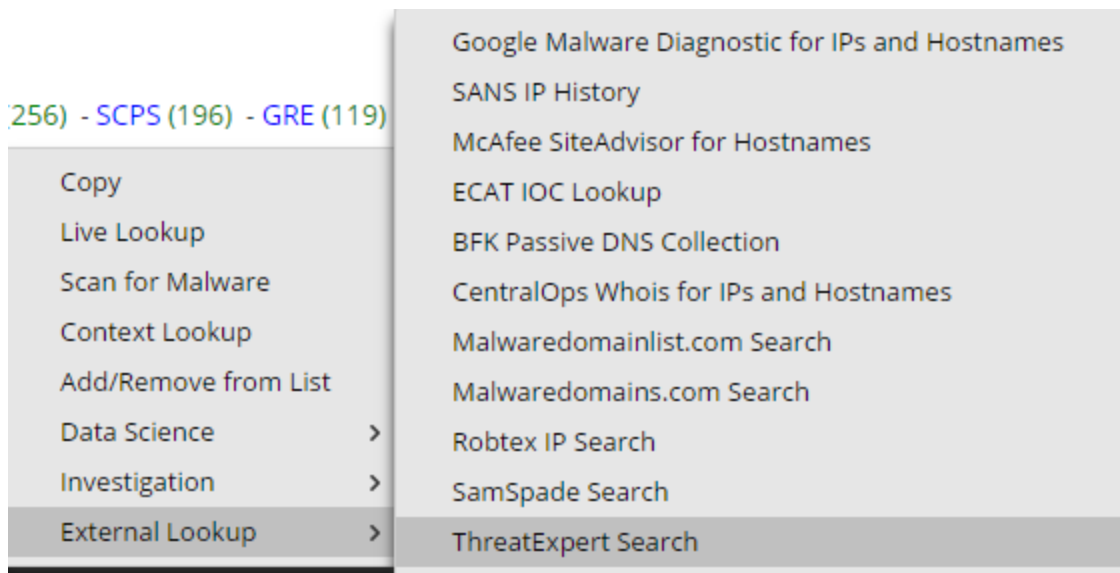 (256) - SCPS (196) - GRE (119)
Copy
Live Lookup
Scan for Malware
Context Lookup
Add/Remove from List
Data Science
Investigation
External Lookup
Google Malware Diagnostic for IPs and Hostnames
SANS IP History
McAfee SiteAdvisor for Hostnames
ECAT IOC Lookup
BFK Passive DNS Collection
CentralOps Whois for IPs and Hostnames
Malwaredomainlist.com Search
Malwaredomains.com Search
Robtex IP Search
SamSpade Search
ThreatExpert Search